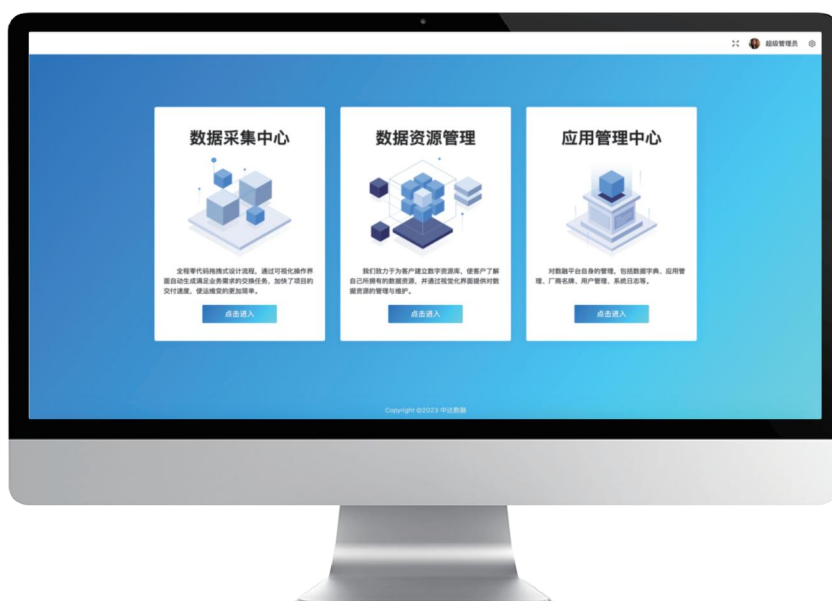 超级管理员
数据采集中心
全程零代码拖拽式设计流程，通过可视化操作界
面自动生成满足业务需求的交换任务，加快了项目的
交付速度，使运维变的更加简单。
点击进入
数据资源管理
我们致力于为客户建立数字资源库，使客户了解
自己所拥有的数据资源，并通过视觉化界面提供对数
据资源的管理与维护。
点击进入
应用管理中心
对数融平台自身的管理，包括数据字典、应用管
理、厂商名牌、用户管理、系统日志等。
点击进入
Copyright ©2023 中达数融